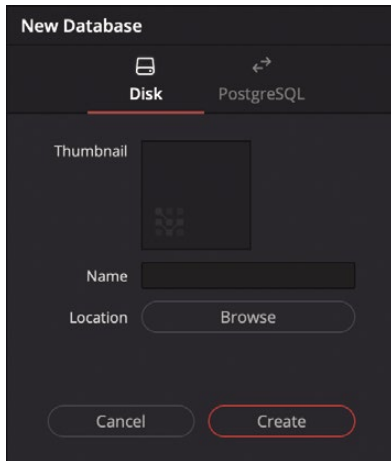 New Database
Disk
PostgreSQL
Thumbnail
Name
Location
Browse
Cancel
Create